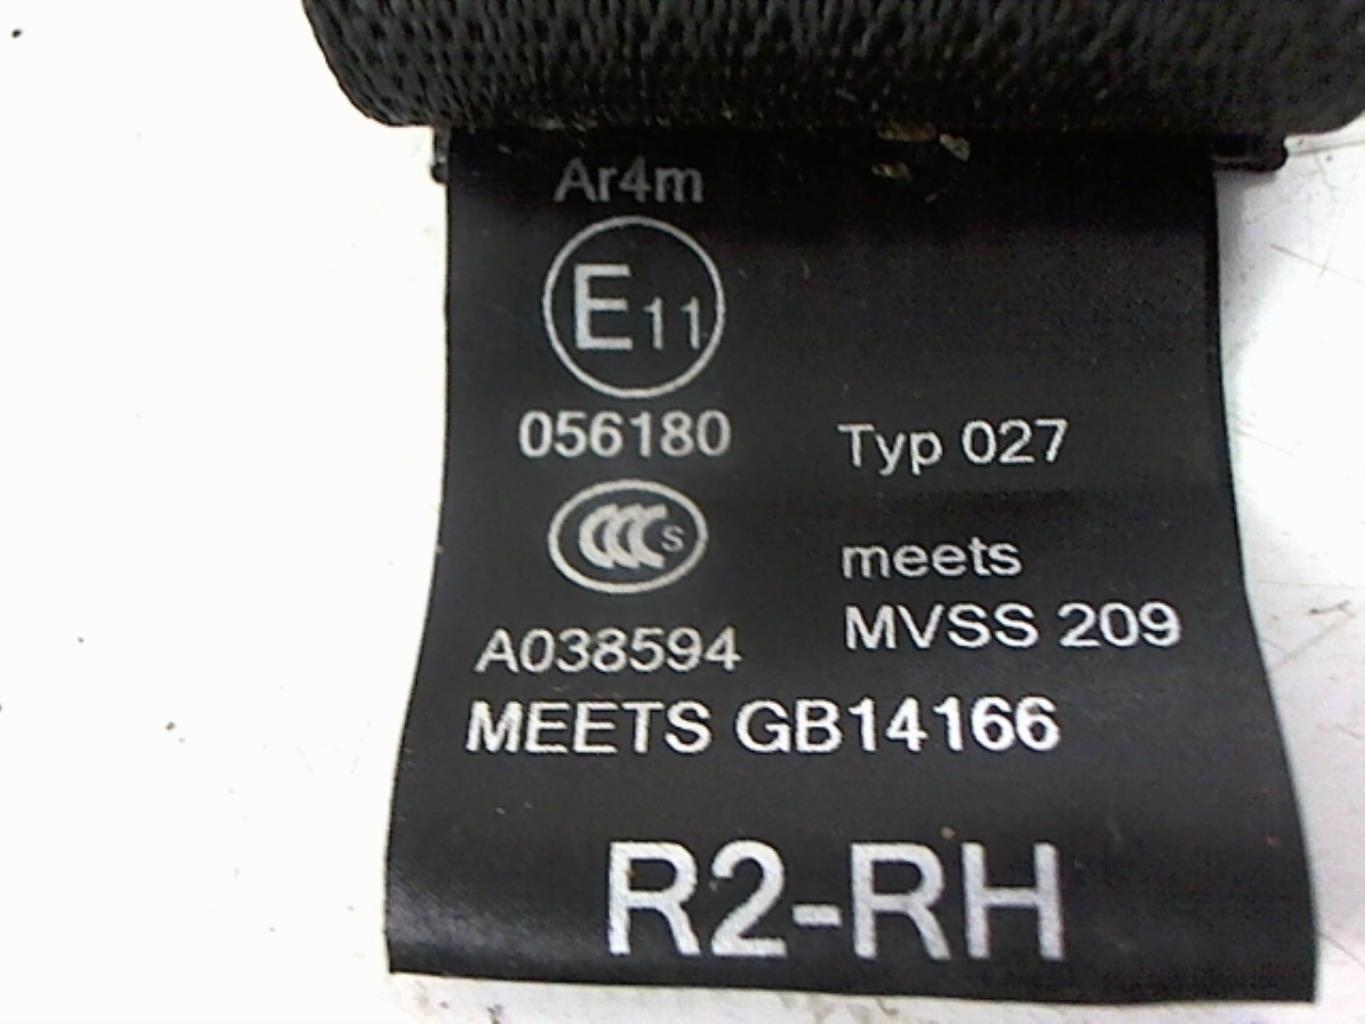 Ar4m
E11
056180
Typ 027
CCC S
meets
MVSS 209
A038594
MEETS GB14166
R2-RH